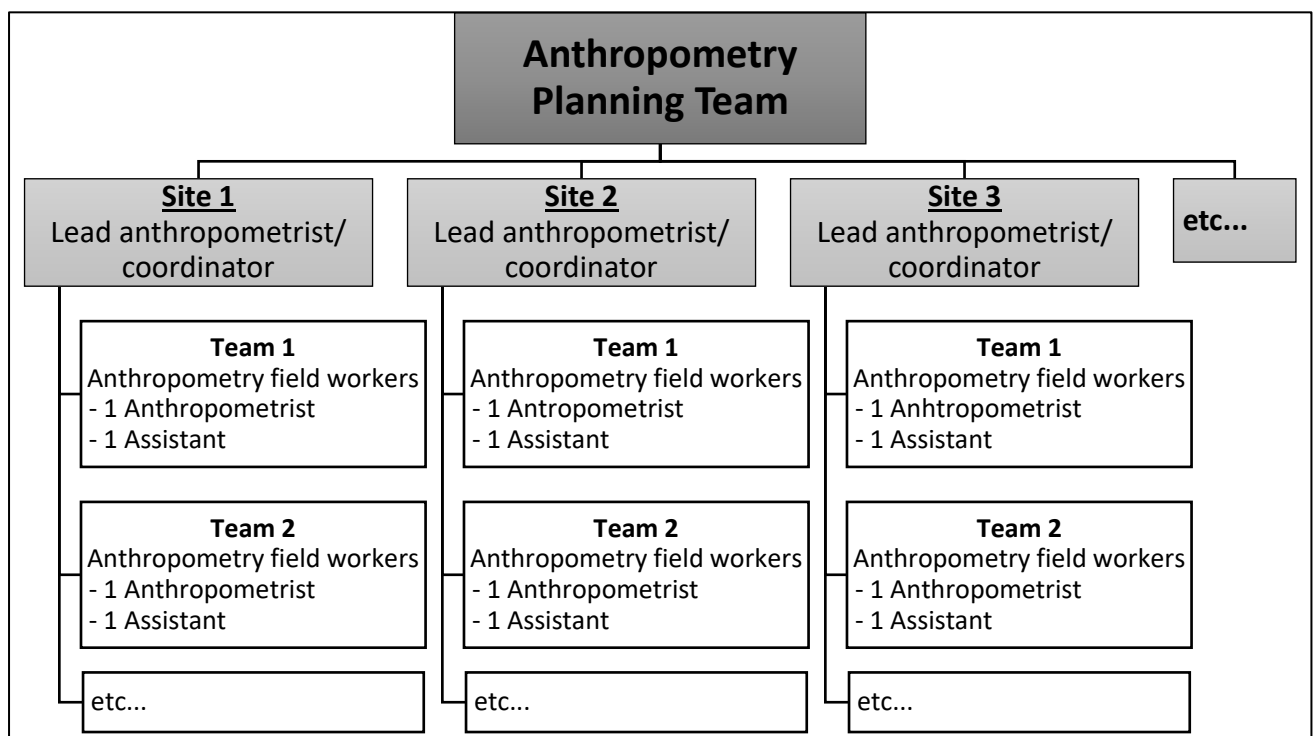 Anthropometry
Planning Team
Site 1
Lead anthropometrist/
coordinator
Site 2
Lead anthropometrist/
coordinator
Site 3
Lead anthropometrist/
coordinator
etc...
Team 1
Anthropometry field workers
- 1 Anthropometrist
- 1 Assistant
Team 1
Anthropometry field workers
- 1 Antropometrist
- 1 Assistant
Team 1
Anthropometry field workers
- 1 Anhtropometrist
- 1 Assistant
Team 2
Anthropometry field workers
- 1 Anthropometrist
- 1 Assistant
Team 2
Anthropometry field workers
- 1 Anthropometrist
- 1 Assistant
Team 2
Anthropometry field workers
- 1 Anthropometrist
- 1 Assistant
etc...
etc...
etc...